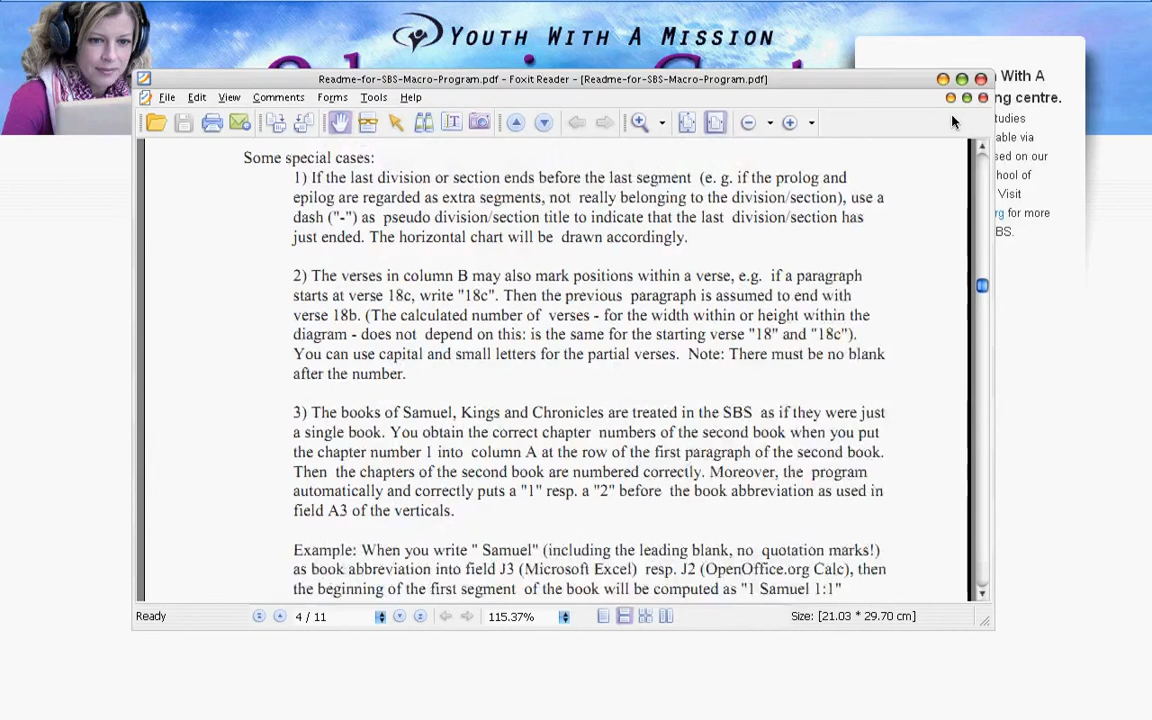 YOUTH WITH A MISSION
Readme-for-SBS-Macro-Program.pdf - Foxit Reader - [Readme-for-SBS-Macro-Program.pdf]
File Edit View Comments Forms Tools Help
With A
ng centre.
tudies
able via
sed on our
hool of
Visit
rg for more
BS.
Some special cases:
1) If the last division or section ends before the last segment (e. g. if the prolog and
epilog are regarded as extra segments, not really belonging to the division/section), use a
dash ("-") as pseudo division/section title to indicate that the last division/section has
just ended. The horizontal chart will be drawn accordingly.
2) The verses in column B may also mark positions within a verse, e.g. if a paragraph
starts at verse 18c, write "18c". Then the previous paragraph is assumed to end with
verse 18b. (The calculated number of verses - for the width within or height within the
diagram - does not depend on this: is the same for the starting verse "18" and "18c").
You can use capital and small letters for the partial verses. Note: There must be no blank
after the number.
3) The books of Samuel, Kings and Chronicles are treated in the SBS as if they were just
a single book. You obtain the correct chapter numbers of the second book when you put
the chapter number 1 into column A at the row of the first paragraph of the second book.
Then the chapters of the second book are numbered correctly. Moreover, the program
automatically and correctly puts a "1" resp. a "2" before the book abbreviation as used in
field A3 of the verticals.
Example: When you write " Samuel" (including the leading blank, no quotation marks!)
as book abbreviation into field J3 (Microsoft Excel) resp. J2 (OpenOffice.org Calc), then
the beginning of the first segment of the book will be computed as "1 Samuel 1:1"
Ready 4 / 11 115.37% Size: [21.03 * 29.70 cm]